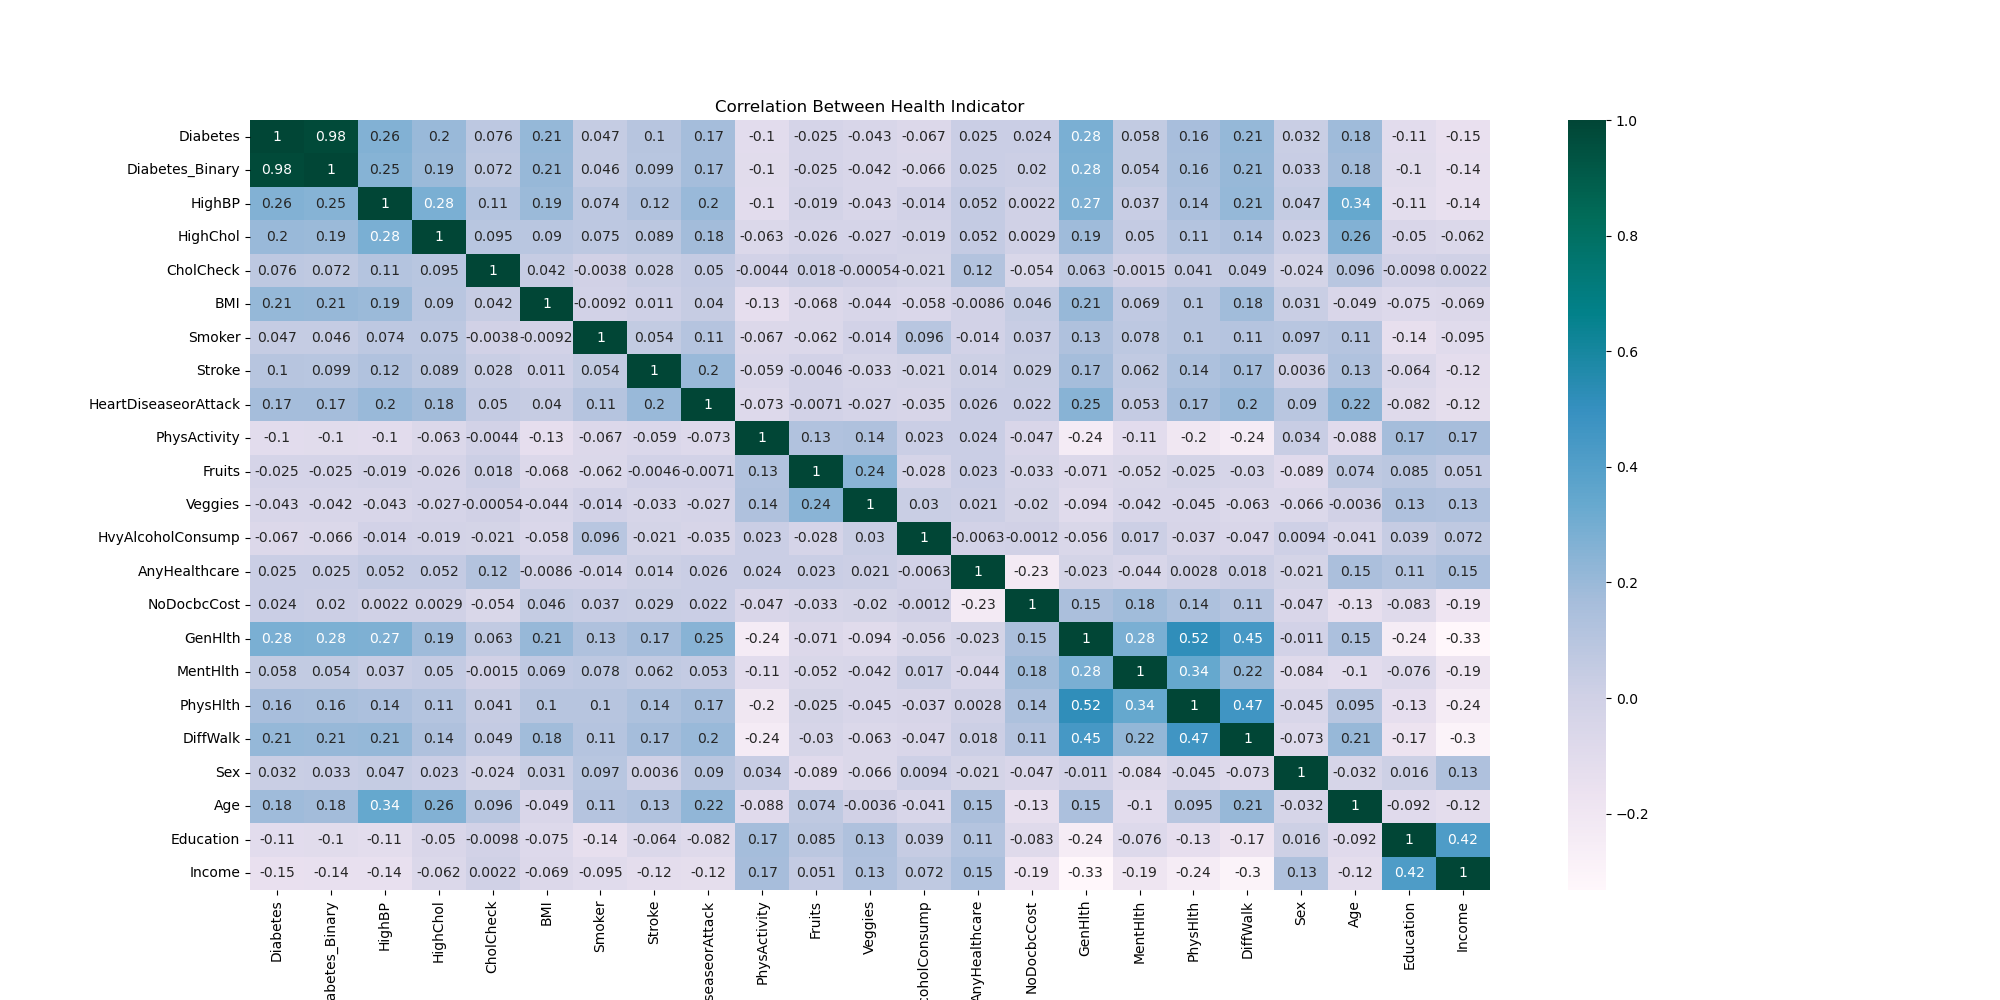 Correlation Between Health Indicator
Diabetes 1 0.98 0.26 0.2 0.076 0.21 0.047 0.1 0.17 -0.1 -0.025 -0.043 -0.067 0.025 0.024 0.28 0.058 0.16 0.21 0.032 0.18 -0.11 -0.15 1.0
Diabetes_Binary 0.98 1 0.25 0.19 0.072 0.21 0.046 0.099 0.17 -0.1 -0.025 -0.042 -0.066 0.025 0.02 0.28 0.054 0.16 0.21 0.033 0.18 -0.1 -0.14
HighBP 0.26 0.25 1 0.28 0.11 0.19 0.074 0.12 0.2 -0.1 -0.019 -0.043 -0.014 0.052 0.0022 0.27 0.037 0.14 0.21 0.047 0.34 -0.11 -0.14
HighChol 0.2 0.19 0.28 1 0.095 0.09 0.075 0.089 0.18 -0.063 -0.026 -0.027 -0.019 0.052 0.0029 0.19 0.05 0.11 0.14 0.023 0.26 -0.05 -0.062 0.8
CholCheck 0.076 0.072 0.11 0.095 1 0.042 -0.0038 0.028 0.05 -0.0044 0.018 -0.00054 -0.021 0.12 -0.054 0.063 -0.0015 0.041 0.049 -0.024 0.096 -0.0098 0.0022
BMI 0.21 0.21 0.19 0.09 0.042 1 -0.0092 0.011 0.04 -0.13 -0.068 -0.044 -0.058 -0.0086 0.046 0.21 0.069 0.1 0.18 0.031 -0.049 -0.075 -0.069
Smoker 0.047 0.046 0.074 0.075 -0.0038 -0.0092 1 0.054 0.11 -0.067 -0.062 -0.014 0.096 -0.014 0.037 0.13 0.078 0.1 0.11 0.097 0.11 -0.14 -0.095
0.6
Stroke 0.1 0.099 0.12 0.089 0.028 0.011 0.054 1 0.2 -0.059 -0.0046 -0.033 -0.021 0.014 0.029 0.17 0.062 0.14 0.17 0.0036 0.13 -0.064 -0.12
HeartDiseaseorAttack 0.17 0.17 0.2 0.18 0.05 0.04 0.11 0.2 1 -0.073 -0.0071 -0.027 -0.035 0.026 0.022 0.25 0.053 0.17 0.2 0.09 0.22 -0.082 -0.12
PhysActivity -0.1 -0.1 -0.1 -0.063 -0.0044 -0.13 -0.067 -0.059 -0.073 1 0.13 0.14 0.023 0.024 -0.047 -0.24 -0.11 -0.2 -0.24 0.034 -0.088 0.17 0.17
Fruits -0.025 -0.025 -0.019 -0.026 0.018 -0.068 -0.062 -0.0046 -0.0071 0.13 1 0.24 -0.028 0.023 -0.033 -0.071 -0.052 -0.025 -0.03 -0.089 0.074 0.085 0.051 0.4
Veggies -0.043 -0.042 -0.043 -0.027 -0.00054 -0.044 -0.014 -0.033 -0.027 0.14 0.24 1 0.03 0.021 -0.02 -0.094 -0.042 -0.045 -0.063 -0.066 -0.0036 0.13 0.13
HvyAlcoholConsump -0.067 -0.066 -0.014 -0.019 -0.021 -0.058 0.096 -0.021 -0.035 0.023 -0.028 0.03 1 -0.0063 -0.0012 -0.056 0.017 -0.037 -0.047 0.0094 -0.041 0.039 0.072
AnyHealthcare 0.025 0.025 0.052 0.052 0.12 -0.0086 -0.014 0.014 0.026 0.024 0.023 0.021 -0.0063 1 -0.23 -0.023 -0.044 0.0028 0.018 -0.021 0.15 0.11 0.15 0.2
NoDocbcCost 0.024 0.02 0.0022 0.0029 -0.054 0.046 0.037 0.029 0.022 -0.047 -0.033 -0.02 -0.0012 -0.23 1 0.15 0.18 0.14 0.11 -0.047 -0.13 -0.083 -0.19
GenHlth 0.28 0.28 0.27 0.19 0.063 0.21 0.13 0.17 0.25 -0.24 -0.071 -0.094 -0.056 -0.023 0.15 1 0.28 0.52 0.45 -0.011 0.15 -0.24 -0.33
MentHlth 0.058 0.054 0.037 0.05 -0.0015 0.069 0.078 0.062 0.053 -0.11 -0.052 -0.042 0.017 -0.044 0.18 0.28 1 0.34 0.22 -0.084 -0.1 -0.076 -0.19
PhysHlth 0.16 0.16 0.14 0.11 0.041 0.1 0.1 0.14 0.17 -0.2 -0.025 -0.045 -0.037 0.0028 0.14 0.52 0.34 1 0.47 -0.045 0.095 -0.13 -0.24 0.0
DiffWalk 0.21 0.21 0.21 0.14 0.049 0.18 0.11 0.17 0.2 -0.24 -0.03 -0.063 -0.047 0.018 0.11 0.45 0.22 0.47 1 -0.073 0.21 -0.17 -0.3
Sex 0.032 0.033 0.047 0.023 -0.024 0.031 0.097 0.0036 0.09 0.034 -0.089 -0.066 0.0094 -0.021 -0.047 -0.011 -0.084 -0.045 -0.073 1 -0.032 0.016 0.13
Age 0.18 0.18 0.34 0.26 0.096 -0.049 0.11 0.13 0.22 -0.088 0.074 -0.0036 -0.041 0.15 -0.13 0.15 -0.1 0.095 0.21 -0.032 1 -0.092 -0.12 −0.2
Education -0.11 -0.1 -0.11 -0.05 -0.0098 -0.075 -0.14 -0.064 -0.082 0.17 0.085 0.13 0.039 0.11 -0.083 -0.24 -0.076 -0.13 -0.17 0.016 -0.092 1 0.42
Income -0.15 -0.14 -0.14 -0.062 0.0022 -0.069 -0.095 -0.12 -0.12 0.17 0.051 0.13 0.072 0.15 -0.19 -0.33 -0.19 -0.24 -0.3 0.13 -0.12 0.42 1
Diabetes abetes_Binary HighBP HighChol CholCheck BMI Smoker Stroke seaseorAttack PhysActivity Fruits Veggies coholConsump AnyHealthcare NoDocbcCost GenHlth MentHlth PhysHlth DiffWalk Sex Age Education Income